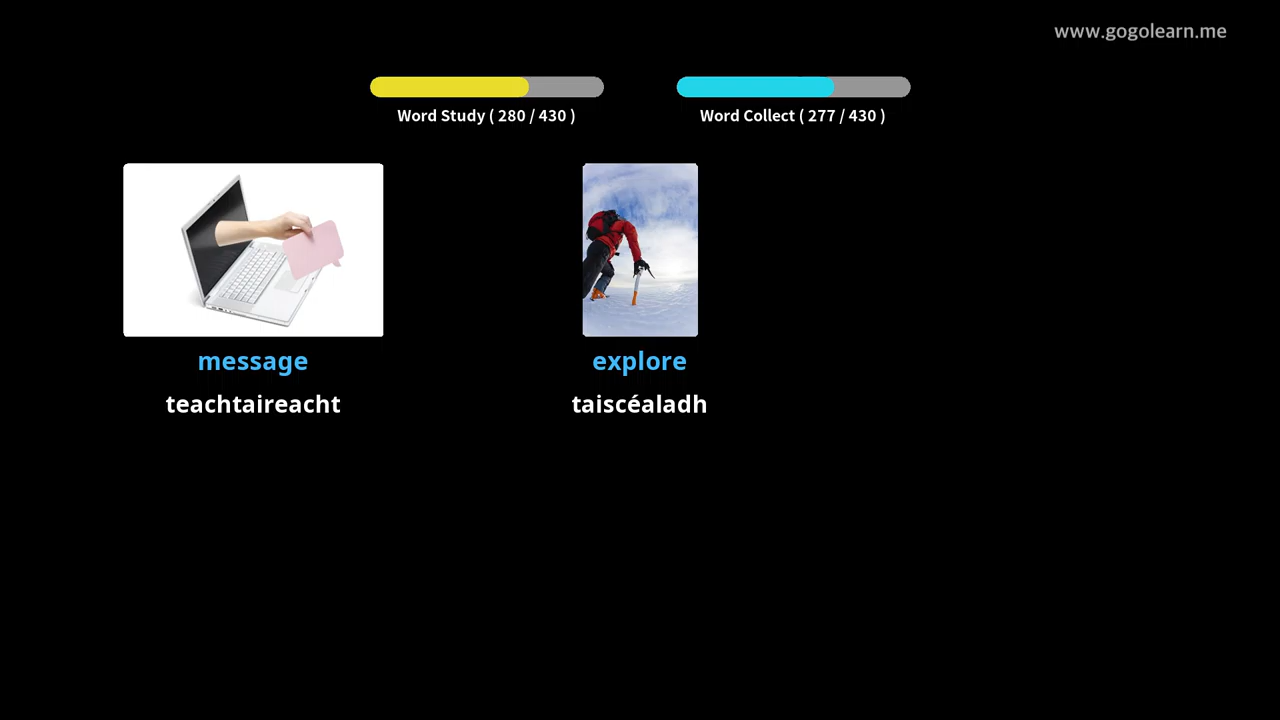 www.gogolearn.me
Word Study ( 280 / 430 )
Word Collect ( 277 / 430 )
message
explore
teachtaireacht
taiscéaladh